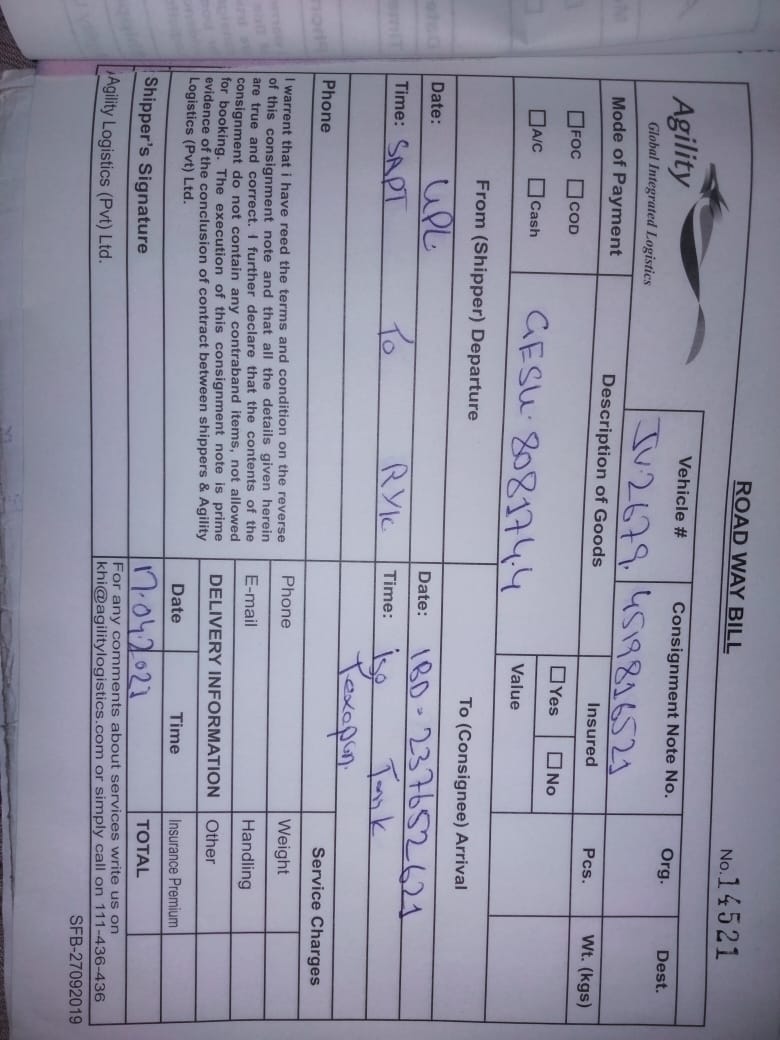 ROAD WAY BILL
No.14521
Agility
Global Integrated Logistics
Vehicle #
Consignment Note No.
Org.
Dest.
JV.2679.
4519816521
Mode of Payment
Description of Goods
Insured
Pcs.
Wt. (kgs)
FOC
COD
Yes
No
A/C
Cash
GESU. 808174.4
Value
From (Shipper) Departure
To (Consignee) Arrival
Date: UPL
Date: IBD - 237652621
Time: SAPT To RYK
Time: iso Tank
Phone
Service Charges
I warrent that i have reed the terms and condition on the reverse
of this consignment note and that all the details given herein
are true and correct. I further declare that the contents of the
consignment do not contain any contraband items, not allowed
for booking. The execution of this consignment note is prime
evidence of the conclusion of contract between shippers & Agility
Logistics (Pvt) Ltd.
Phone
Weight
E-mail
Handling
DELIVERY INFORMATION
Other
Date
Time
Insurance Premium
Shipper's Signature
17.04.2021
TOTAL
Agility Logistics (Pvt) Ltd.
For any comments about services write us on
khi@agilitylogistics.com or simply call on 111-436-436
SFB-27092019